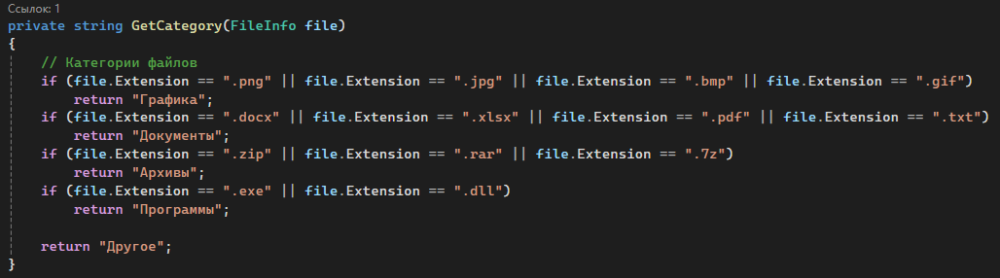 Ссылок: 1
private string GetCategory(FileInfo file)
{
// Категории файлов
if (file.Extension == ".png" || file.Extension == ".jpg" || file.Extension == ".bmp" || file.Extension == ".gif")
return "Графика";
if (file.Extension == ".docx" || file.Extension == ".xlsx" || file.Extension == ".pdf" || file.Extension == ".txt")
return "Документы";
if (file.Extension == ".zip" || file.Extension == ".rar" || file.Extension == ".7z")
return "Архивы";
if (file.Extension == ".exe" || file.Extension == ".dll")
return "Программы";
return "Другое";
}